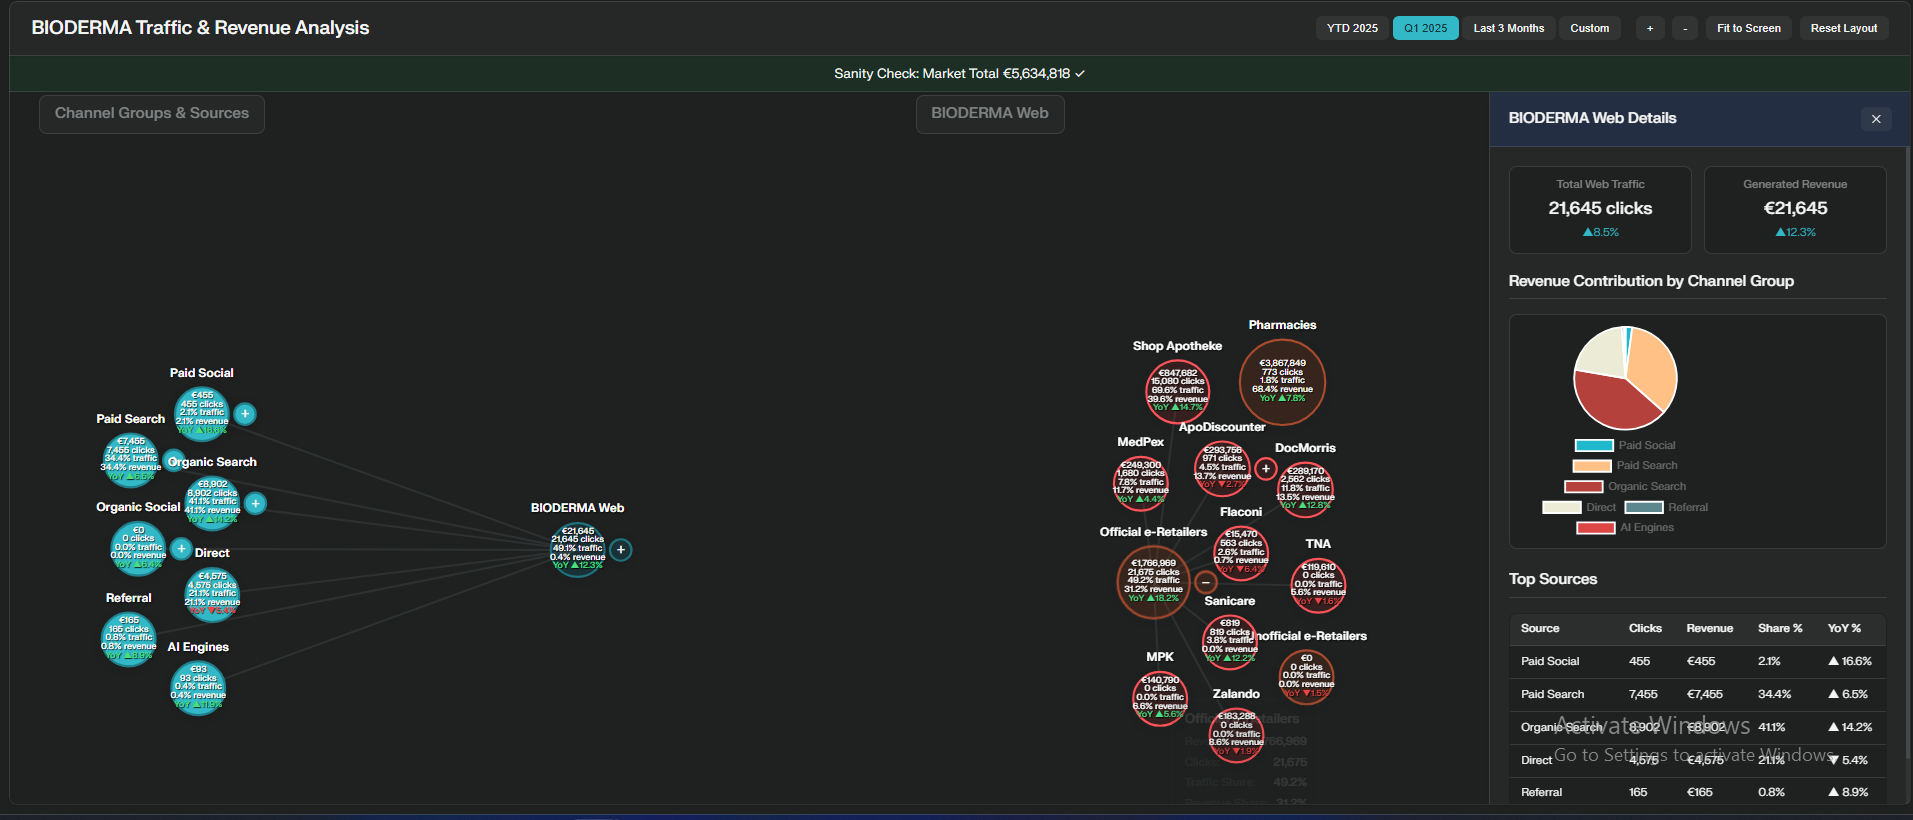 BIODERMA Traffic & Revenue Analysis
YTD 2025
Q1 2025
Last 3 Months
Custom
+
-
Fit to Screen
Reset Layout
Sanity Check: Market Total €5,634,818 ✓
Channel Groups & Sources
BIODERMA Web
Paid Social
€455
455 clicks
2.1% traffic
2.1% revenue
YoY ▲16.6%
+
Paid Search
€7,455
7,455 clicks
34.4% traffic
34.4% revenue
YoY ▲6.5%
Organic Search
€8,902
8,902 clicks
41.1% traffic
41.1% revenue
YoY ▲14.2%
+
Organic Social
€0
0 clicks
0.0% traffic
0.0% revenue
+
Direct
€4,575
4,575 clicks
21.1% traffic
21.1% revenue
YoY ▼5.4%
Referral
€165
165 clicks
0.8% traffic
0.8% revenue
YoY ▲8.9%
AI Engines
€93
93 clicks
0.4% traffic
0.4% revenue
YoY ▲11.9%
BIODERMA Web
€21,645
21,645 clicks
49.1% traffic
0.4% revenue
YoY ▲12.3%
+
Pharmacies
€3,867,849
773 clicks
1.8% traffic
68.4% revenue
YoY ▲7.8%
Shop Apotheke
€847,682
15,080 clicks
69.6% traffic
39.6% revenue
YoY ▲14.7%
ApoDiscounter
€293,756
971 clicks
4.5% traffic
13.7% revenue
YoY ▼2.7%
+
MedPex
€249,300
1,680 clicks
7.8% traffic
11.7% revenue
YoY ▲4.4%
DocMorris
€289,170
2,562 clicks
11.8% traffic
13.5% revenue
YoY ▲12.8%
Flaconi
€15,470
563 clicks
2.6% traffic
0.7% revenue
YoY ▼6.4%
Official e-Retailers
€1,766,969
21,675 clicks
49.2% traffic
31.2% revenue
YoY ▲18.2%
−
TNA
€119,610
0 clicks
0.0% traffic
5.6% revenue
YoY ▼1.6%
Sanicare
€819
819 clicks
3.8% traffic
0.0% revenue
YoY ▲12.2%
nofficial e-Retailers
€0
0 clicks
0.0% traffic
0.0% revenue
YoY ▼1.5%
MPK
€140,790
0 clicks
0.0% traffic
6.6% revenue
YoY ▲5.6%
Zalando
€183,288
0 clicks
0.0% traffic
8.6% revenue
YoY ▼1.9%
21,675
Traffic Share: 49.2%
31.2%
BIODERMA Web Details
×
Total Web Traffic
21,645 clicks
▲8.5%
Generated Revenue
€21,645
▲12.3%
Revenue Contribution by Channel Group
Paid Social
Paid Search
Organic Search
Direct Referral
AI Engines
Top Sources
Source Clicks Revenue Share % YoY %
Paid Social 455 €455 2.1% ▲ 16.6%
Paid Search 7,455 €7,455 34.4% ▲ 6.5%
Organic Search 8,902 €8,902 41.1% ▲ 14.2%
Direct 4,575 €4,575 21.1% ▼ 5.4%
Referral 165 €165 0.8% ▲ 8.9%
Activate Windows
Go to Settings to activate Windows.